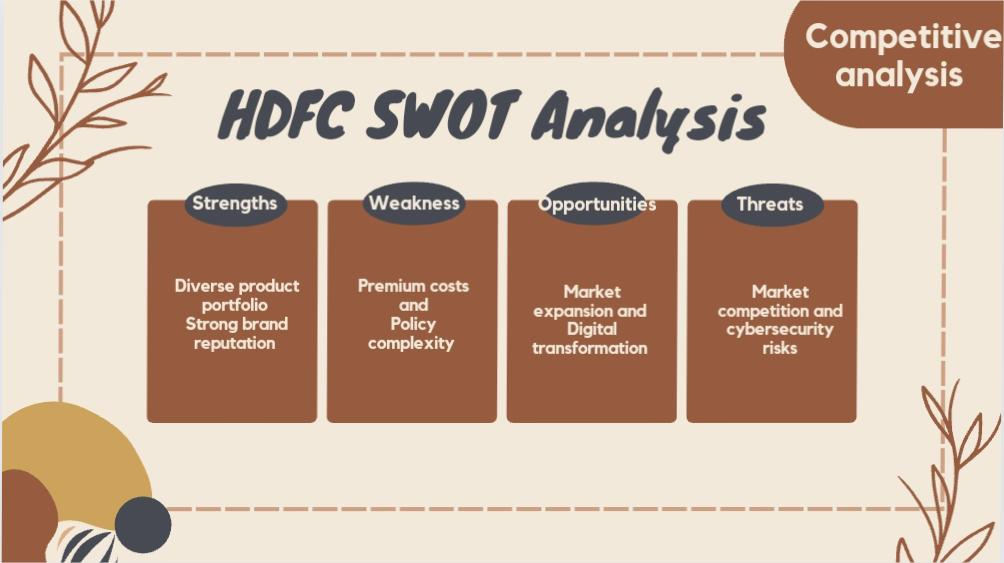 Competitive
analysis
HDFC SWOT Analysis
Strengths
Diverse product
portfolio
Strong brand
reputation
Weakness
Premium costs
and
Policy
complexity
Opportunities
Market
expansion and
Digital
transformation
Threats
Market
competition and
cybersecurity
risks